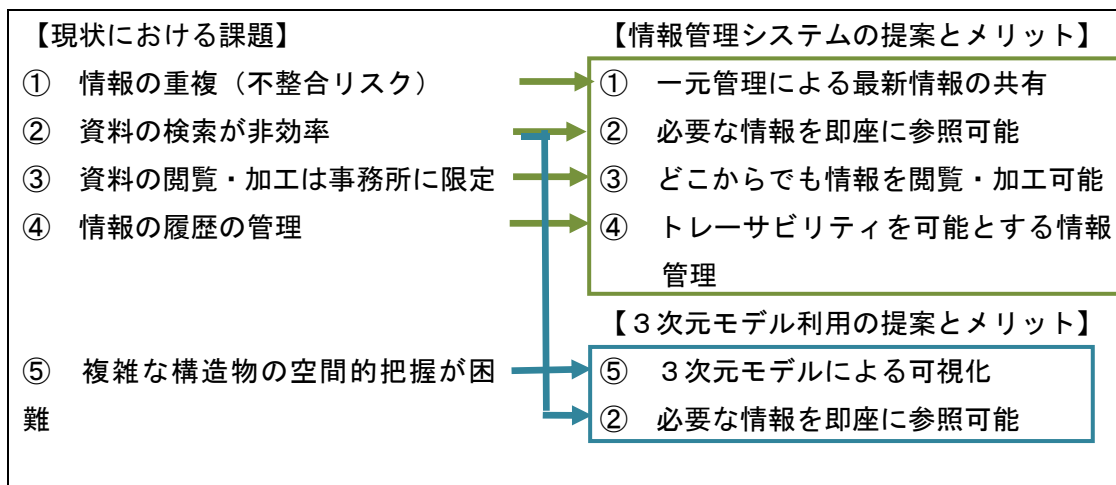 【現状における課題】
① 情報の重複（不整合リスク）
② 資料の検索が非効率
③ 資料の閲覧・加工は事務所に限定
④ 情報の履歴の管理
⑤ 複雑な構造物の空間的把握が困
難
【情報管理システムの提案とメリット】
① 一元管理による最新情報の共有
② 必要な情報を即座に参照可能
③ どこからでも情報を閲覧・加工可能
④ トレーサビリティを可能とする情報
管理
【３次元モデル利用の提案とメリット】
⑤ ３次元モデルによる可視化
② 必要な情報を即座に参照可能